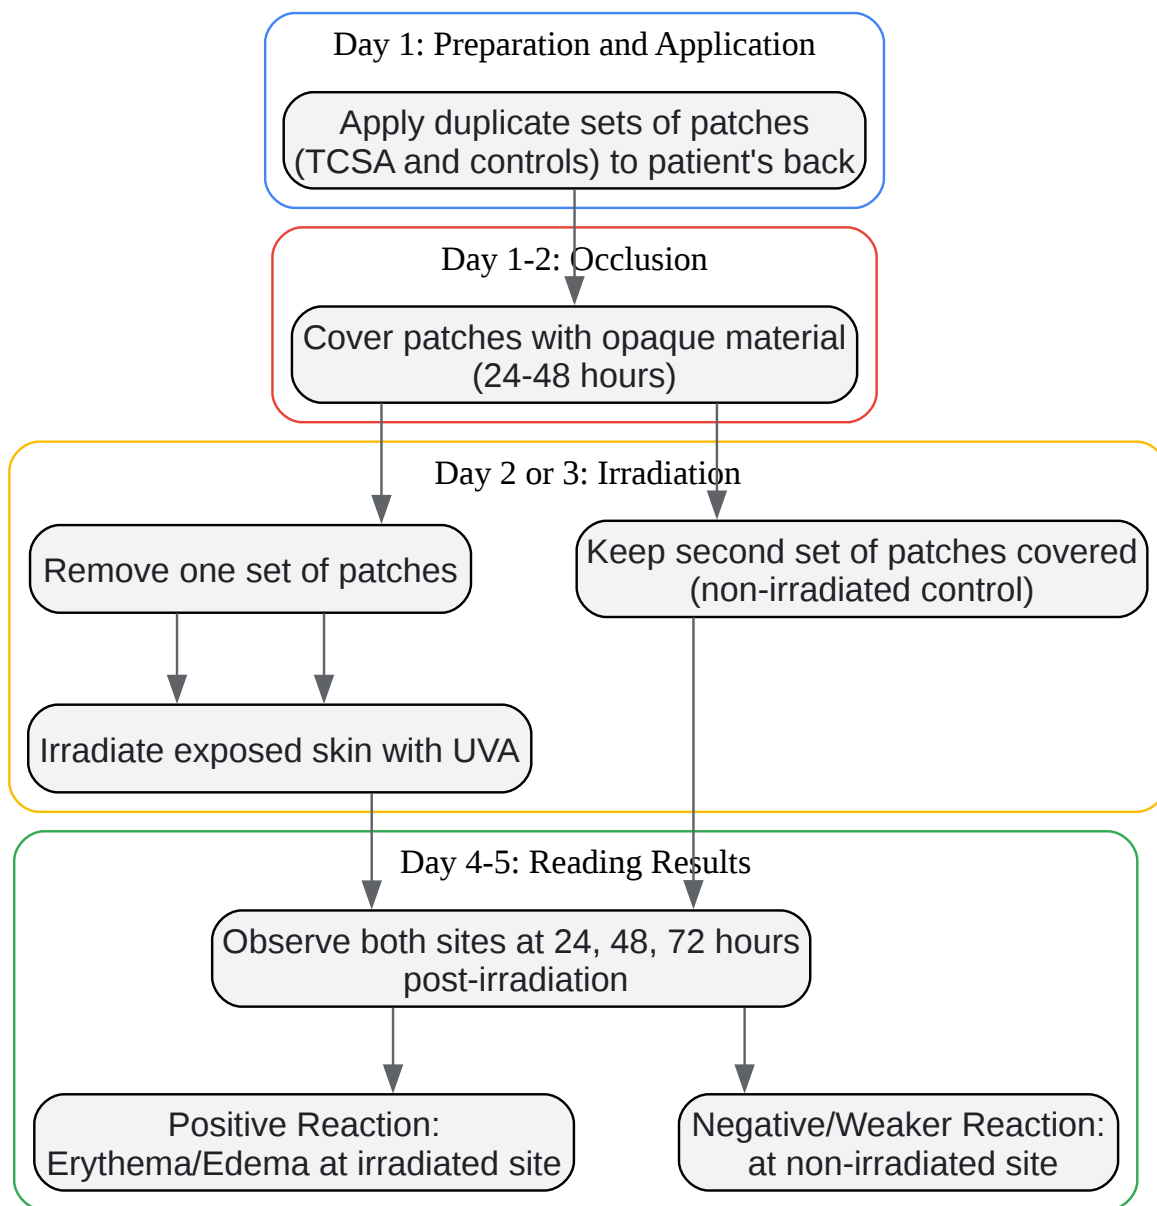 Day 1: Preparation and Application
Apply duplicate sets of patches
(TCSA and controls) to patient's back
Day 1-2: Occlusion
Cover patches with opaque material
(24-48 hours)
Day 2 or 3: Irradiation
Remove one set of patches
Keep second set of patches covered
(non-irradiated control)
Irradiate exposed skin with UVA
Day 4-5: Reading Results
Observe both sites at 24, 48, 72 hours
post-irradiation
Positive Reaction:
Erythema/Edema at irradiated site
Negative/Weaker Reaction:
at non-irradiated site